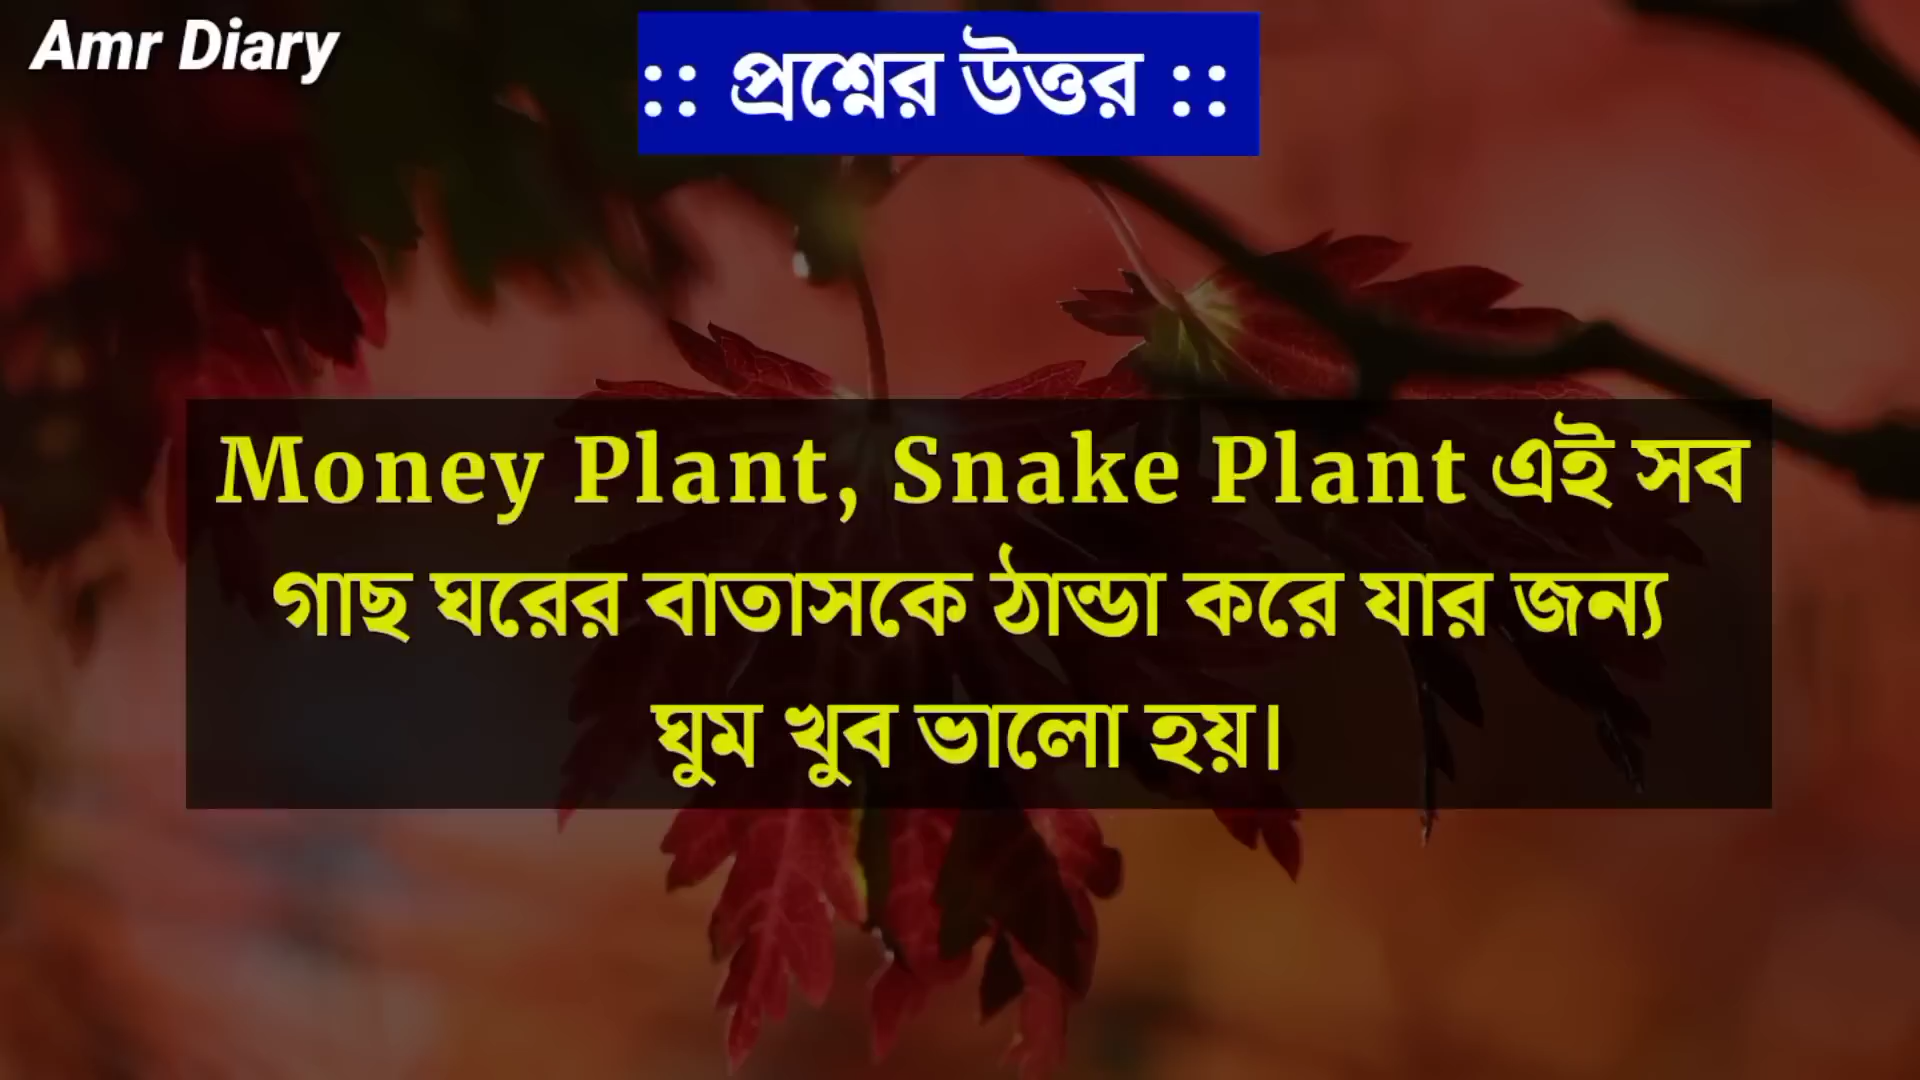 Amr Diary
:: প্রশ্নের উত্তর ::
Money Plant, Snake Plant এই সব
গাছ ঘরের বাতাসকে ঠান্ডা করে যার জন্য
ঘুম খুব ভালো হয়।